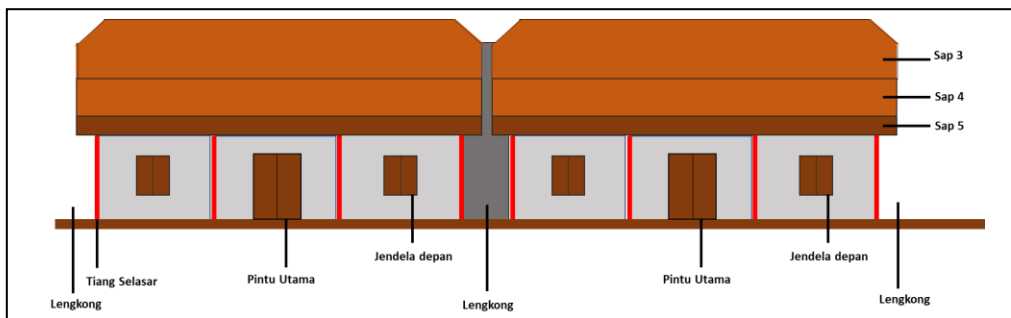 Sap 3
Sap 4
Sap 5
Jendela depan
Jendela depan
Tiang Selasar
Pintu Utama
Pintu Utama
Lengkong
Lengkong
Lengkong